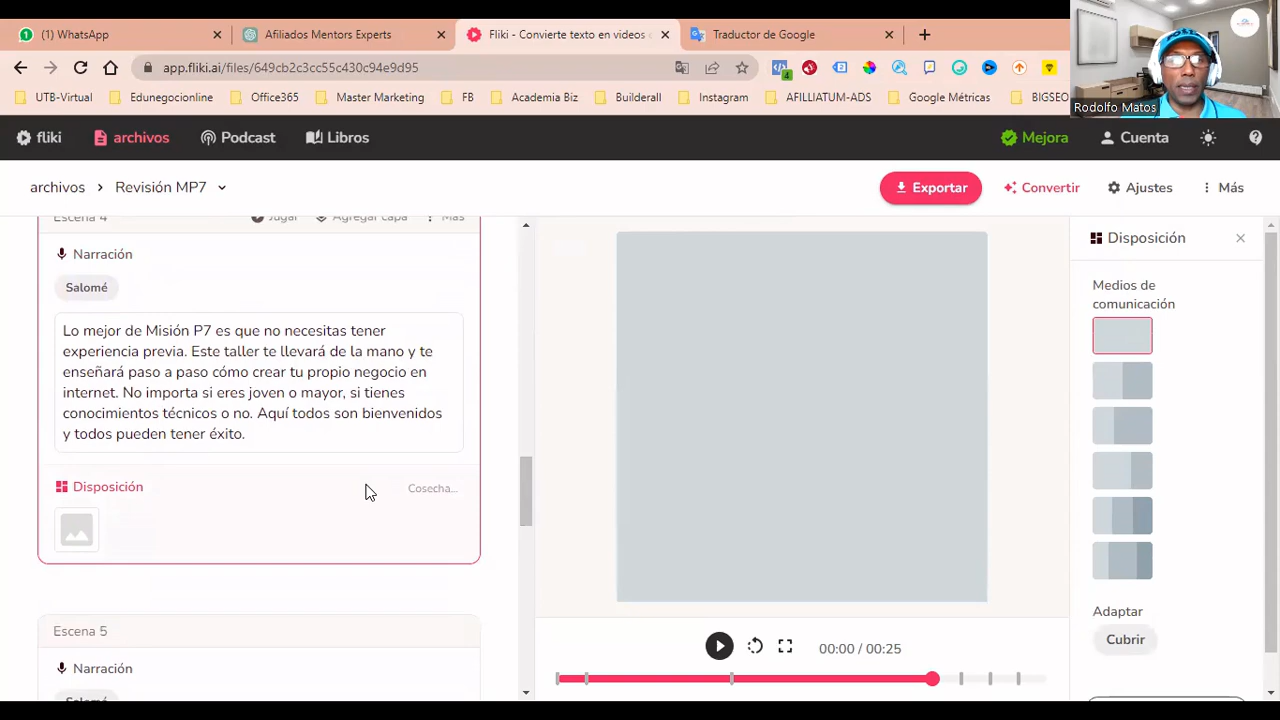 (1) WhatsApp
Afiliados Mentors Experts
Fliki - Convierte texto en videos c
Traductor de Google
app.fliki.ai/files/649cb2c3cc55c430c94e9d95
4
UTB-Virtual
Edunegocionline
Office365
Master Marketing
FB
Academia Biz
Builderall
Instagram
AFILLIATUM-ADS
Google Métricas
BIGSEO
Rodolfo Matos
fliki
archivos
Podcast
Libros
Mejora
Cuenta
archivos > Revisión MP7
Exportar
Convertir
Ajustes
Más
Escena 4
Jugar
Agregar capa
Más
Narración
Salomé
Lo mejor de Misión P7 es que no necesitas tener
experiencia previa. Este taller te llevará de la mano y te
enseñará paso a paso cómo crear tu propio negocio en
internet. No importa si eres joven o mayor, si tienes
conocimientos técnicos o no. Aquí todos son bienvenidos
y todos pueden tener éxito.
Disposición
Cosecha...
Escena 5
Narración
Salomé
00:00 / 00:25
Disposición
Medios de
comunicación
Adaptar
Cubrir